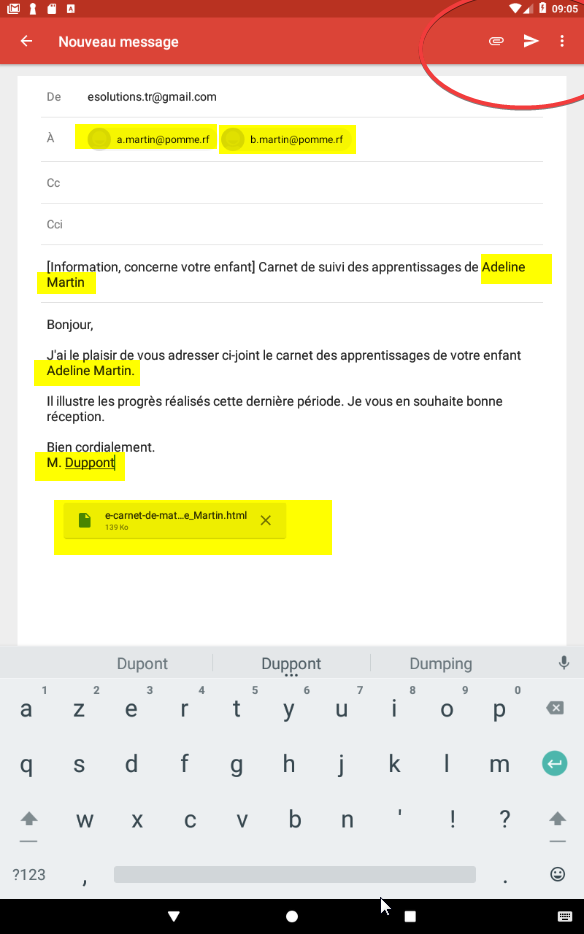 09:05
Nouveau message
De esolutions.tr@gmail.com
À a.martin@pomme.rf b.martin@pomme.rf
Cc
Cci
[Information, concerne votre enfant] Carnet de suivi des apprentissages de Adeline
Martin
Bonjour,
J'ai le plaisir de vous adresser ci-joint le carnet des apprentissages de votre enfant
Adeline Martin.
Il illustre les progrès réalisés cette dernière période. Je vous en souhaite bonne
réception.
Bien cordialement.
M. Duppont
e-carnet-de-mat...e_Martin.html
139 Ko
Dupont Duppont Dumping
1 2 3 4 5 6 7 8 9 0
a z e r t y u i o p
q s d f g h j k l m
w x c v b n ' ! ?
?123 , .